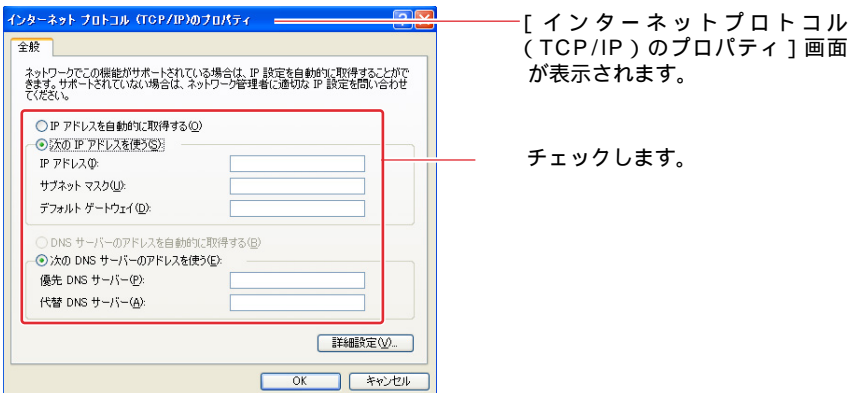 インターネット プロトコル (TCP/IP)のプロパティ
全般
ネットワークでこの機能がサポートされている場合は、IP 設定を自動的に取得することがで
きます。サポートされていない場合は、ネットワーク管理者に適切な IP 設定を問い合わせ
てください。
IP アドレスを自動的に取得する(O)
次の IP アドレスを使う(S):
IP アドレス(I):
サブネット マスク(U):
デフォルト ゲートウェイ(D):
DNS サーバーのアドレスを自動的に取得する(B)
次の DNS サーバーのアドレスを使う(E):
優先 DNS サーバー(P):
代替 DNS サーバー(A):
詳細設定(V)...
OK
キャンセル
[インターネットプロトコル
(TCP/IP)のプロパティ]画面
が表示されます。
チェックします。